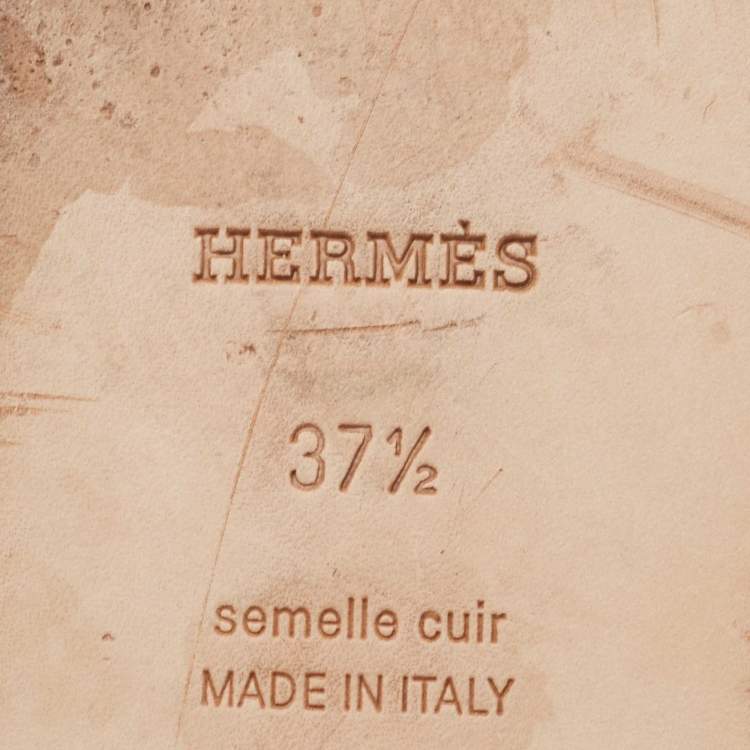 HERMÈS
37½
semelle cuir
MADE IN ITALY